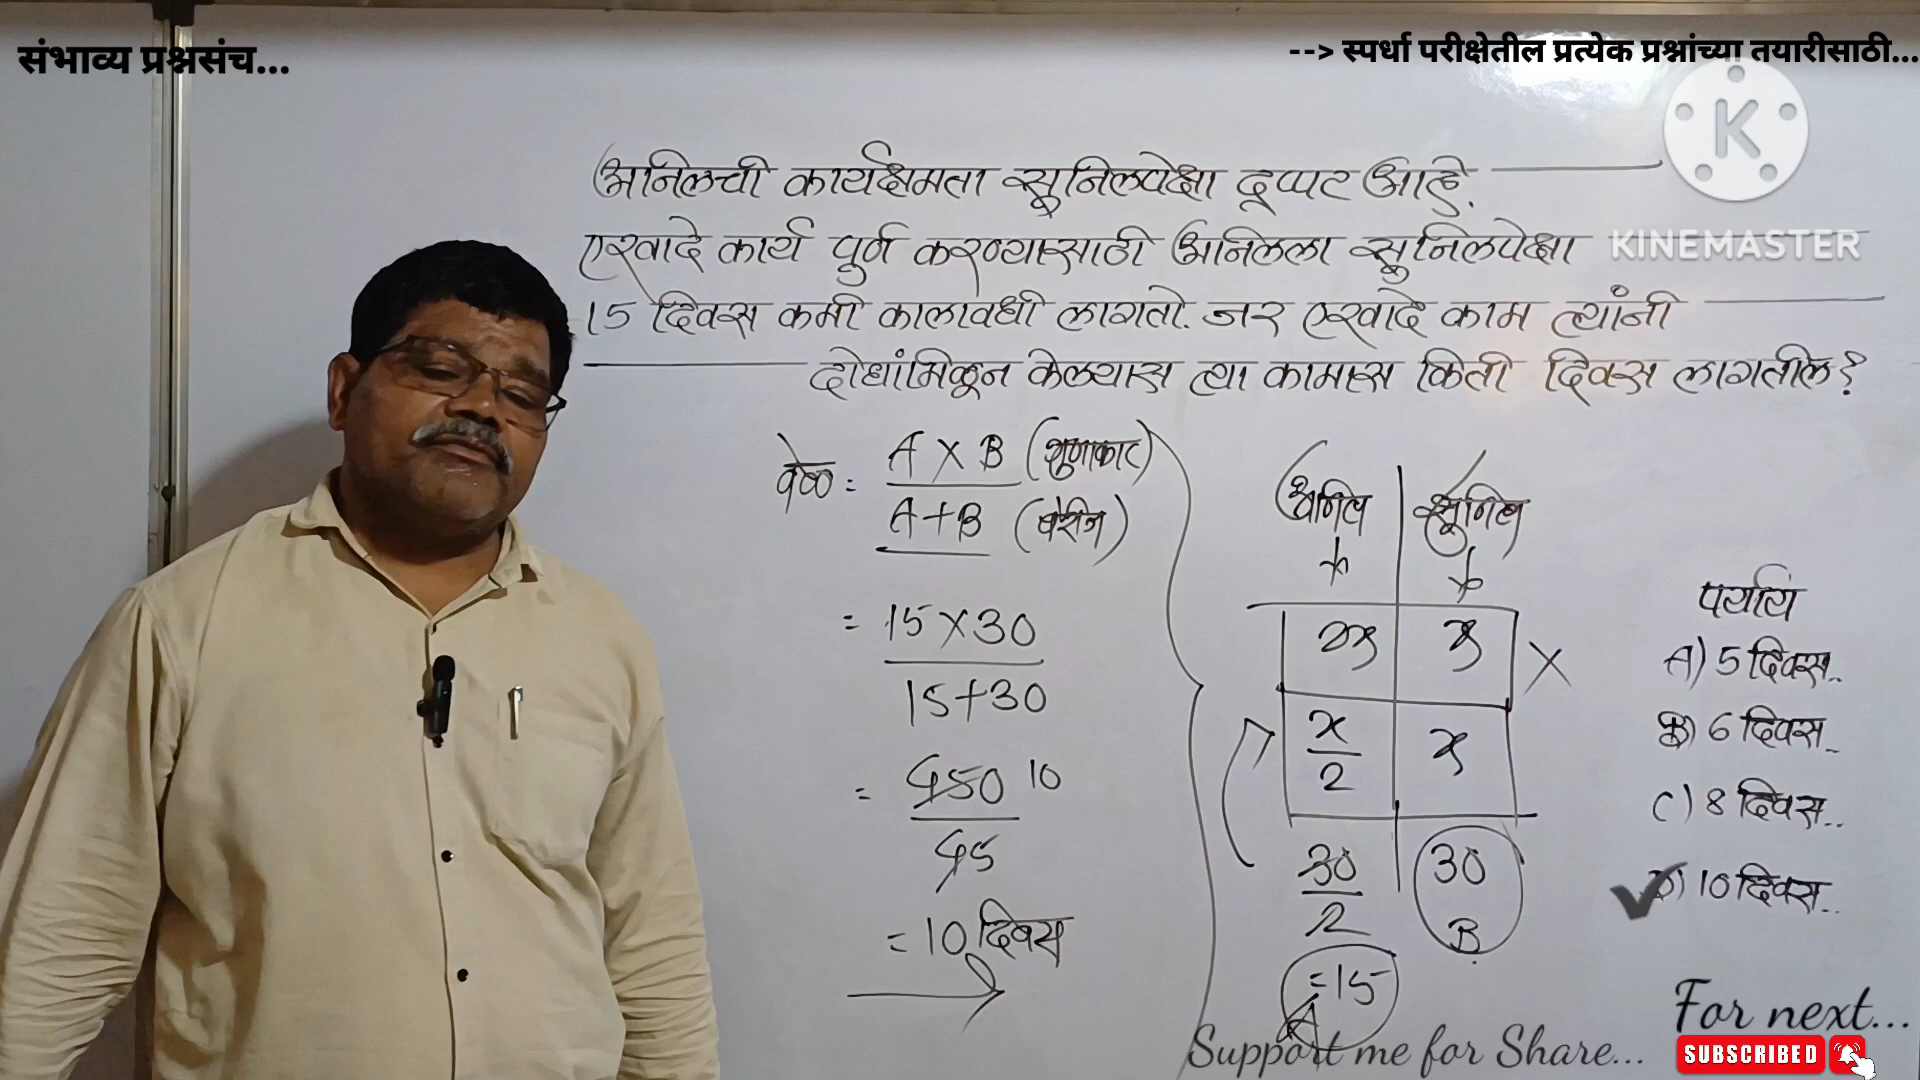 संभाव्य प्रश्नसंच...
--> स्पर्धा परीक्षेतील प्रत्येक प्रश्नांच्या तयारीसाठी...
KINEMASTER
अनिलची कार्यक्षमता सुनिलपेक्षा दूप्पट आहे.
एखादे कार्य पुर्ण करण्यासाठी अनिलला सुनिलपेक्षा
15 दिवस कमी कालावधी लागतो. जर एखादे काम त्यांनी
दोघांमिळून केल्यास त्या कामास किती दिवस लागतील?
वेळ = A X B (गुणाकार)
A+B (बेरीज)
= 15 X 30
15+30
= 450 10
45
= 10 दिवस
अनिल सुनिल
2x x X
x x
2
30 30
2 B
=15
A
पर्याय
A) 5 दिवस..
B) 6 दिवस..
C) 8 दिवस..
D) 10 दिवस..
For next...
Support me for Share...
SUBSCRIBED